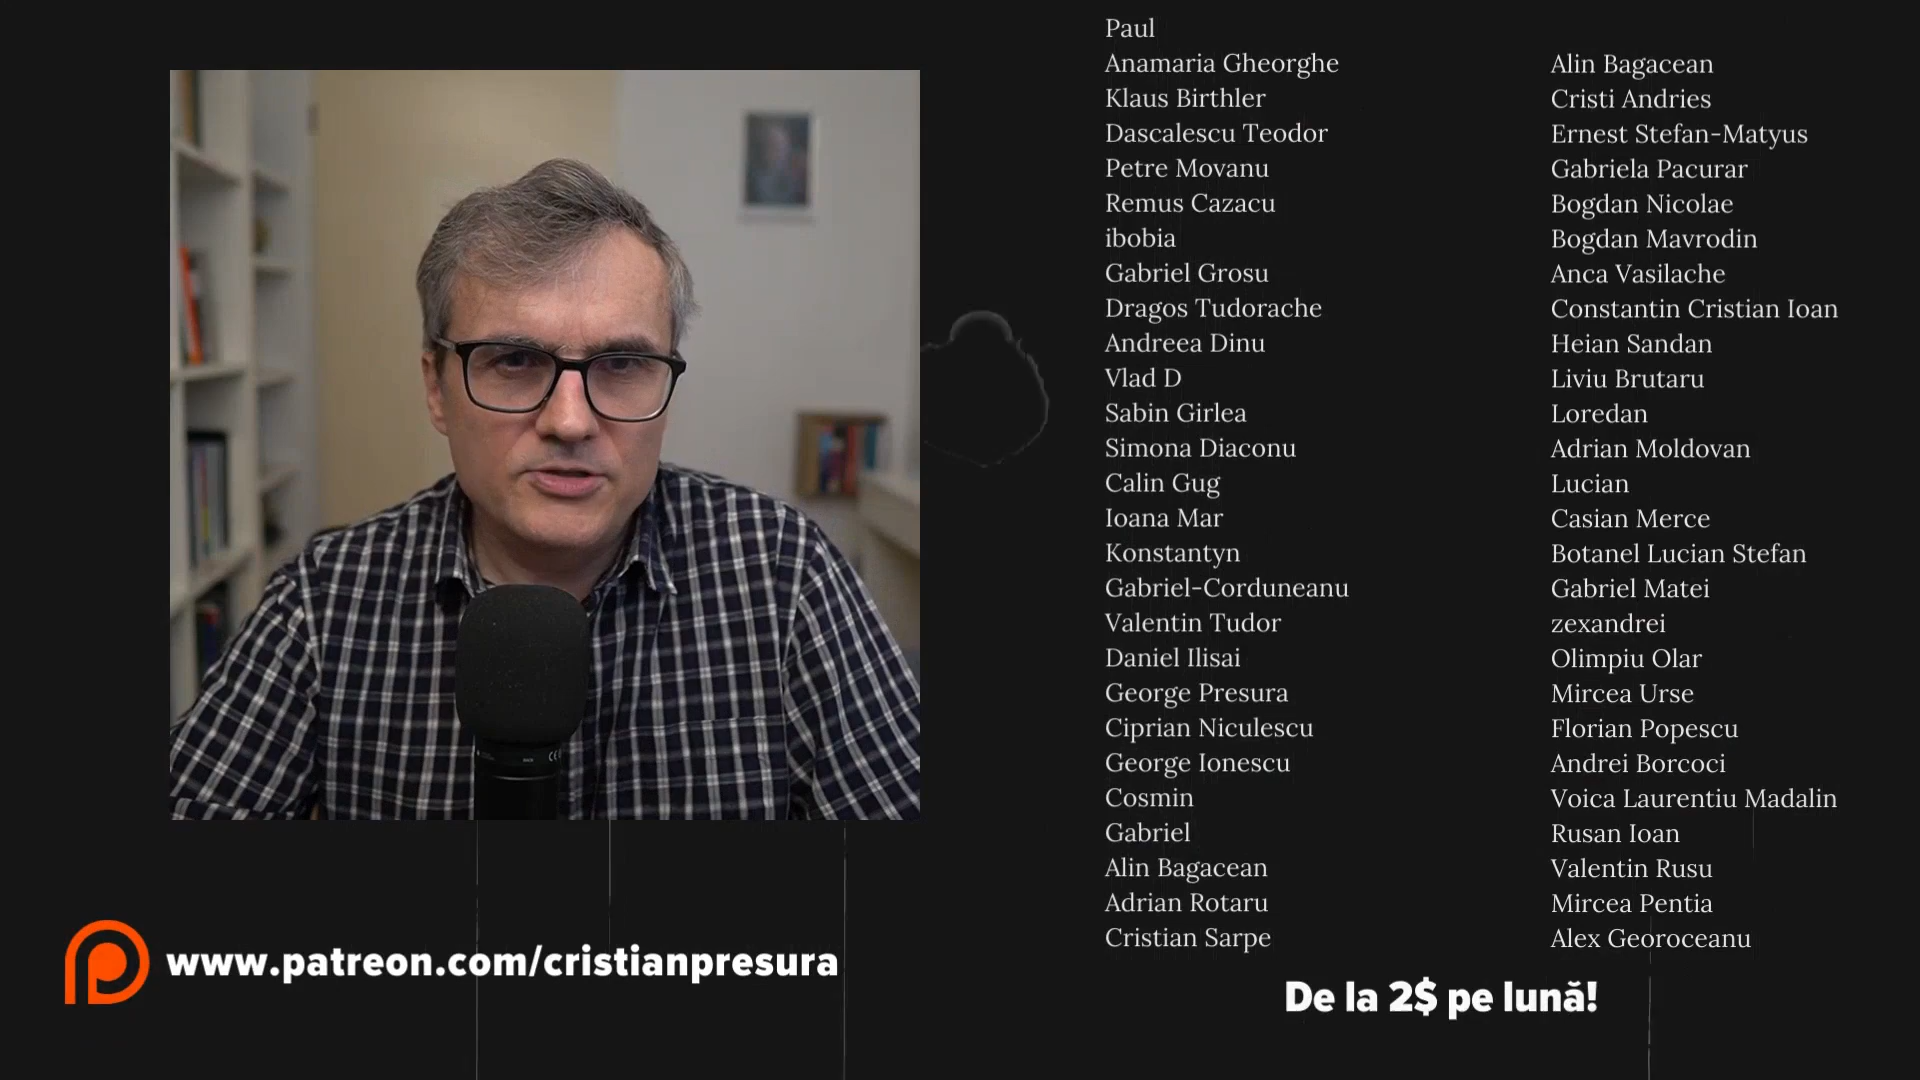 Paul
Anamaria Gheorghe
Klaus Birthler
Dascalescu Teodor
Petre Movanu
Remus Cazacu
ibobia
Gabriel Grosu
Dragos Tudorache
Andreea Dinu
Vlad D
Sabin Girlea
Simona Diaconu
Calin Gug
Ioana Mar
Konstantyn
Gabriel-Corduneanu
Valentin Tudor
Daniel Ilisai
George Presura
Ciprian Niculescu
George Ionescu
Cosmin
Gabriel
Alin Bagacean
Adrian Rotaru
Cristian Sarpe
Alin Bagacean
Cristi Andries
Ernest Stefan-Matyus
Gabriela Pacurar
Bogdan Nicolae
Bogdan Mavrodin
Anca Vasilache
Constantin Cristian Ioan
Heian Sandan
Liviu Brutaru
Loredan
Adrian Moldovan
Lucian
Casian Merce
Botanel Lucian Stefan
Gabriel Matei
zexandrei
Olimpiu Olar
Mircea Urse
Florian Popescu
Andrei Borcoci
Voica Laurentiu Madalin
Rusan Ioan
Valentin Rusu
Mircea Pentia
Alex Georoceanu
www.patreon.com/cristianpresura
De la 2$ pe lună!